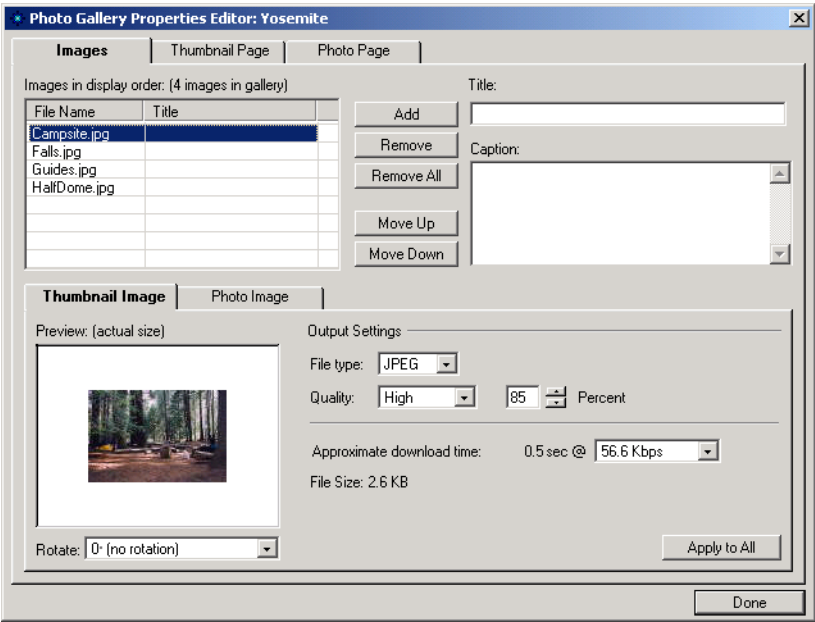 Photo Gallery Properties Editor: Yosemite
Images
Thumbnail Page
Photo Page
Images in display order: (4 images in gallery)
File Name
Title
Campsite.jpg
Falls.jpg
Guides.jpg
HalfDome.jpg
Add
Remove
Remove All
Move Up
Move Down
Title:
Caption:
Thumbnail Image
Photo Image
Preview: (actual size)
Rotate: 0° (no rotation)
Output Settings
File type: JPEG
Quality: High 85 Percent
Approximate download time: 0.5 sec @ 56.6 Kbps
File Size: 2.6 KB
Apply to All
Done